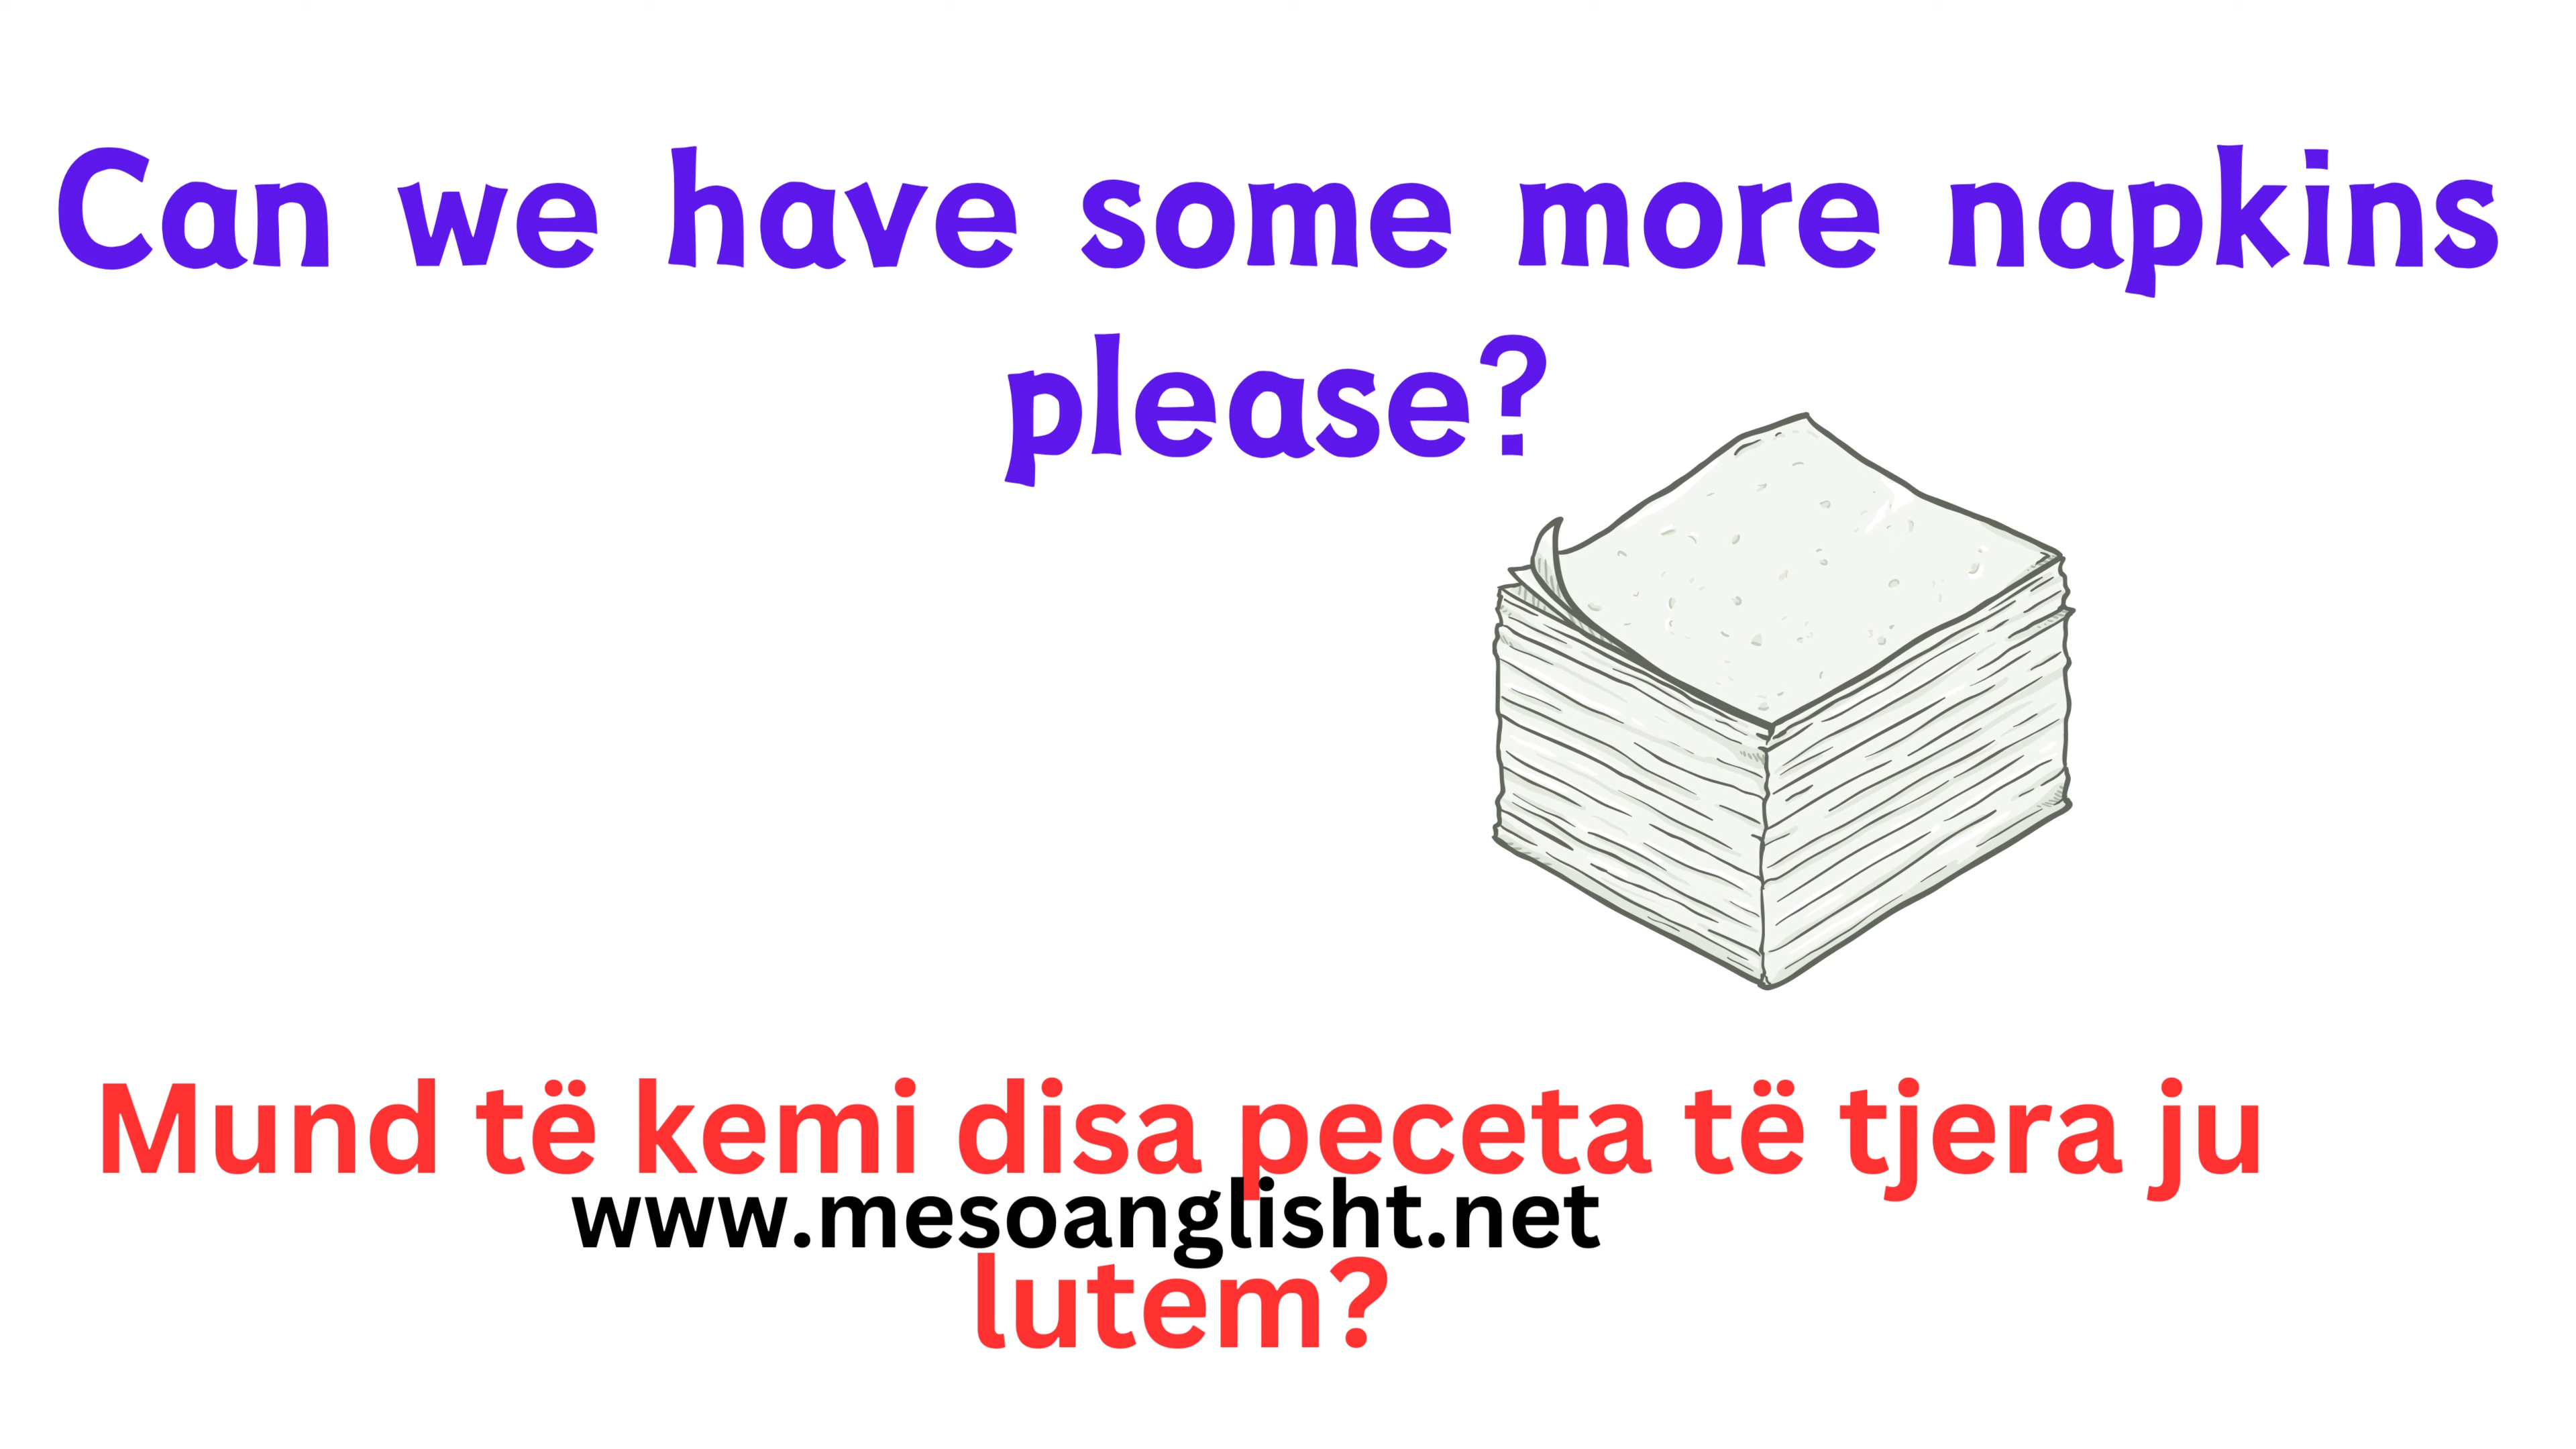 Can we have some more napkins
please?
Mund të kemi disa peceta të tjera ju
www.mesoanglisht.net
lutem?